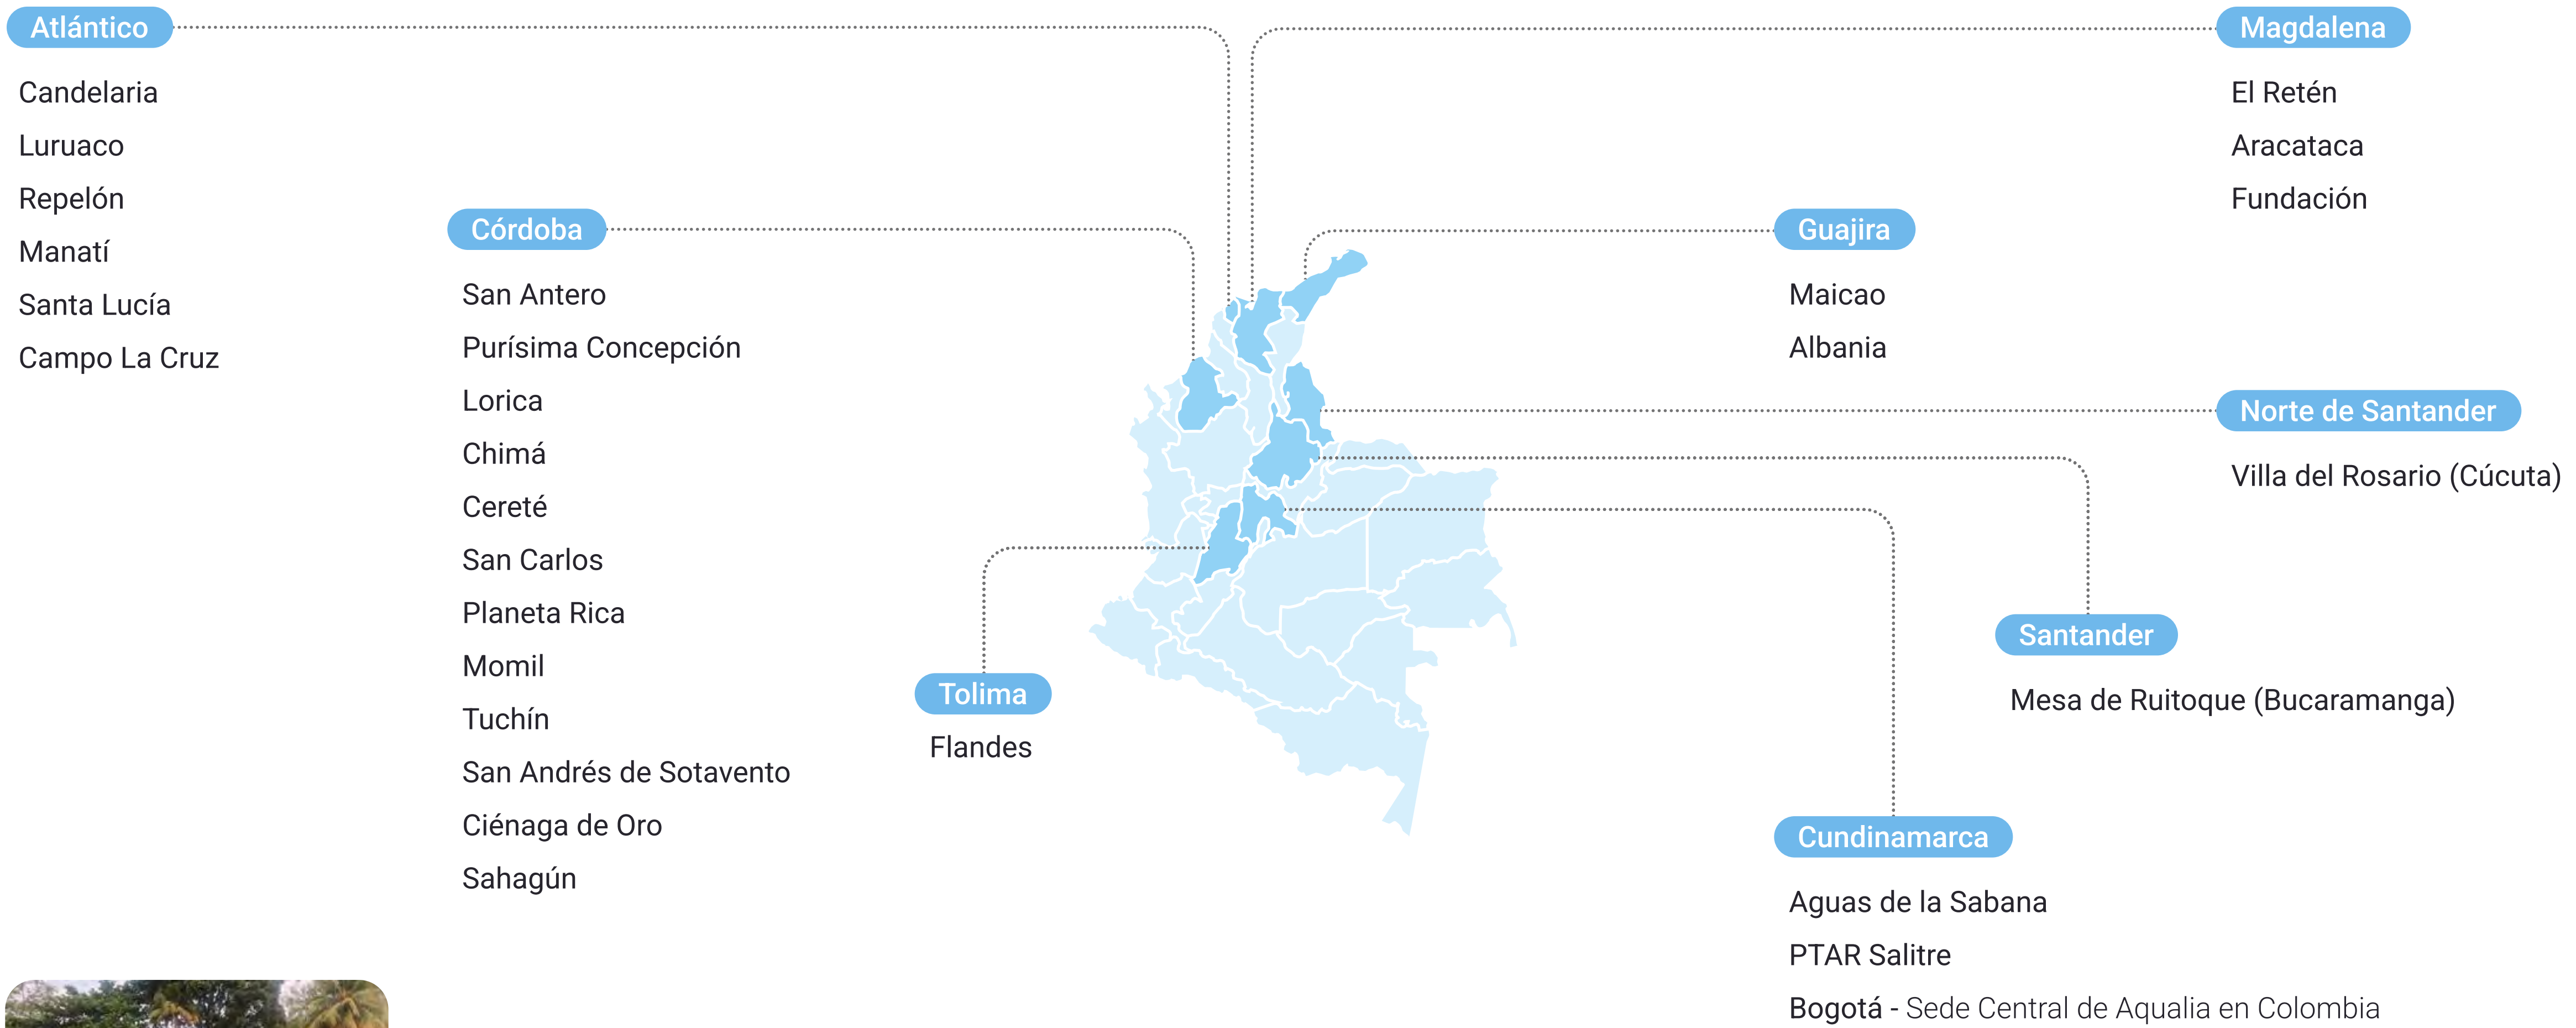 Atlántico
Candelaria
Luruaco
Repelón
Manatí
Santa Lucía
Campo La Cruz
Córdoba
San Antero
Purísima Concepción
Lorica
Chimá
Cereté
San Carlos
Planeta Rica
Momil
Tuchín
San Andrés de Sotavento
Ciénaga de Oro
Sahagún
Tolima
Flandes
Magdalena
El Retén
Aracataca
Fundación
Guajira
Maicao
Albania
Norte de Santander
Villa del Rosario (Cúcuta)
Santander
Mesa de Ruitoque (Bucaramanga)
Cundinamarca
Aguas de la Sabana
PTAR Salitre
Bogotá - Sede Central de Aqualia en Colombia